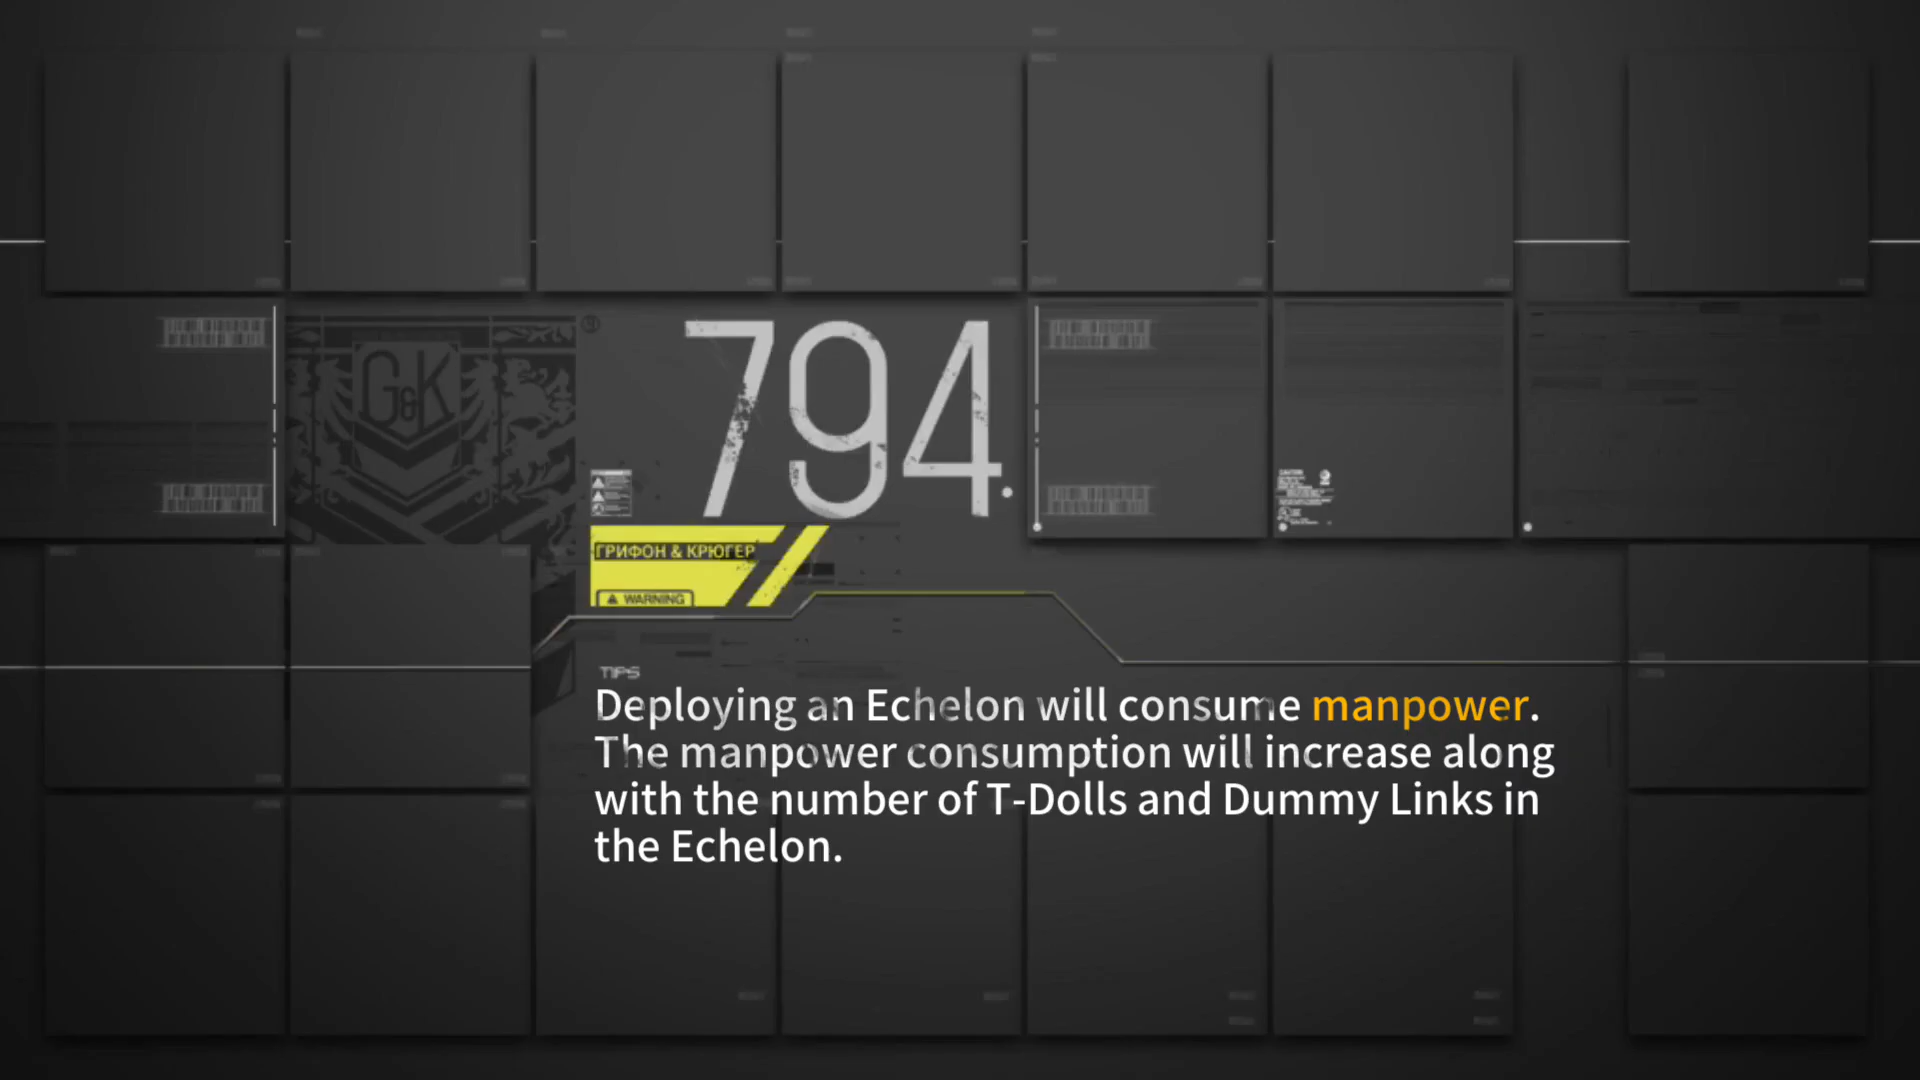 G&K
794.
ГРИФОН & КРЮГЕР
WARNING
TIPS
Deploying an Echelon will consume manpower.
The manpower consumption will increase along
with the number of T-Dolls and Dummy Links in
the Echelon.